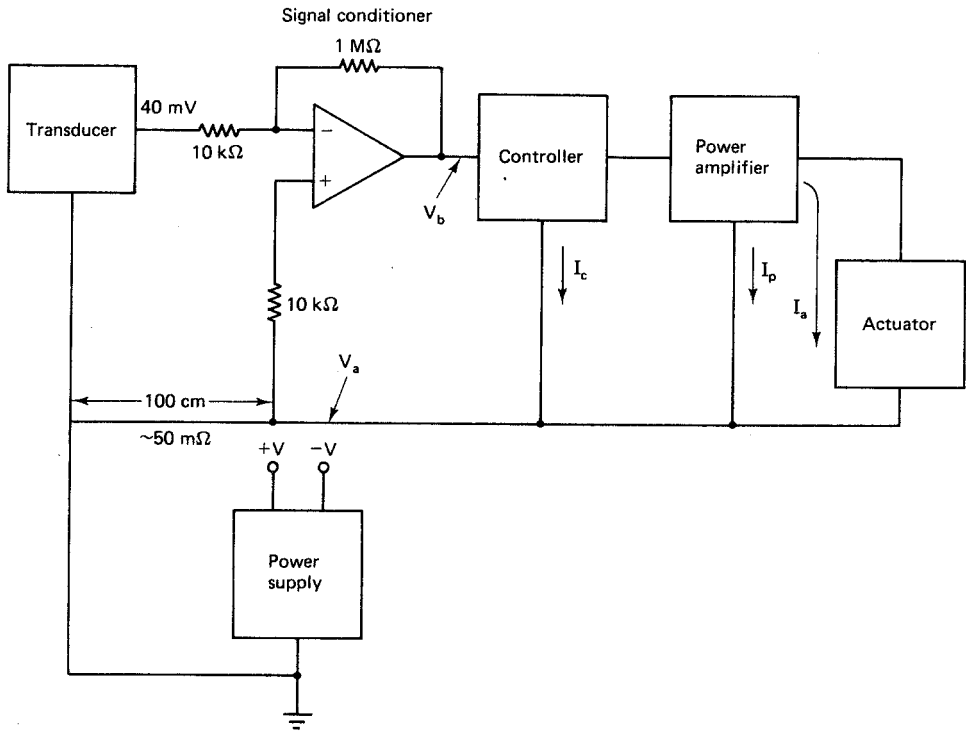 Signal conditioner
1 MΩ
40 mV
Transducer
10 kΩ
−
+
V_b
Controller
Power
amplifier
I_c
I_p
I_a
Actuator
10 kΩ
V_a
100 cm
~50 mΩ
+V −V
Power
supply